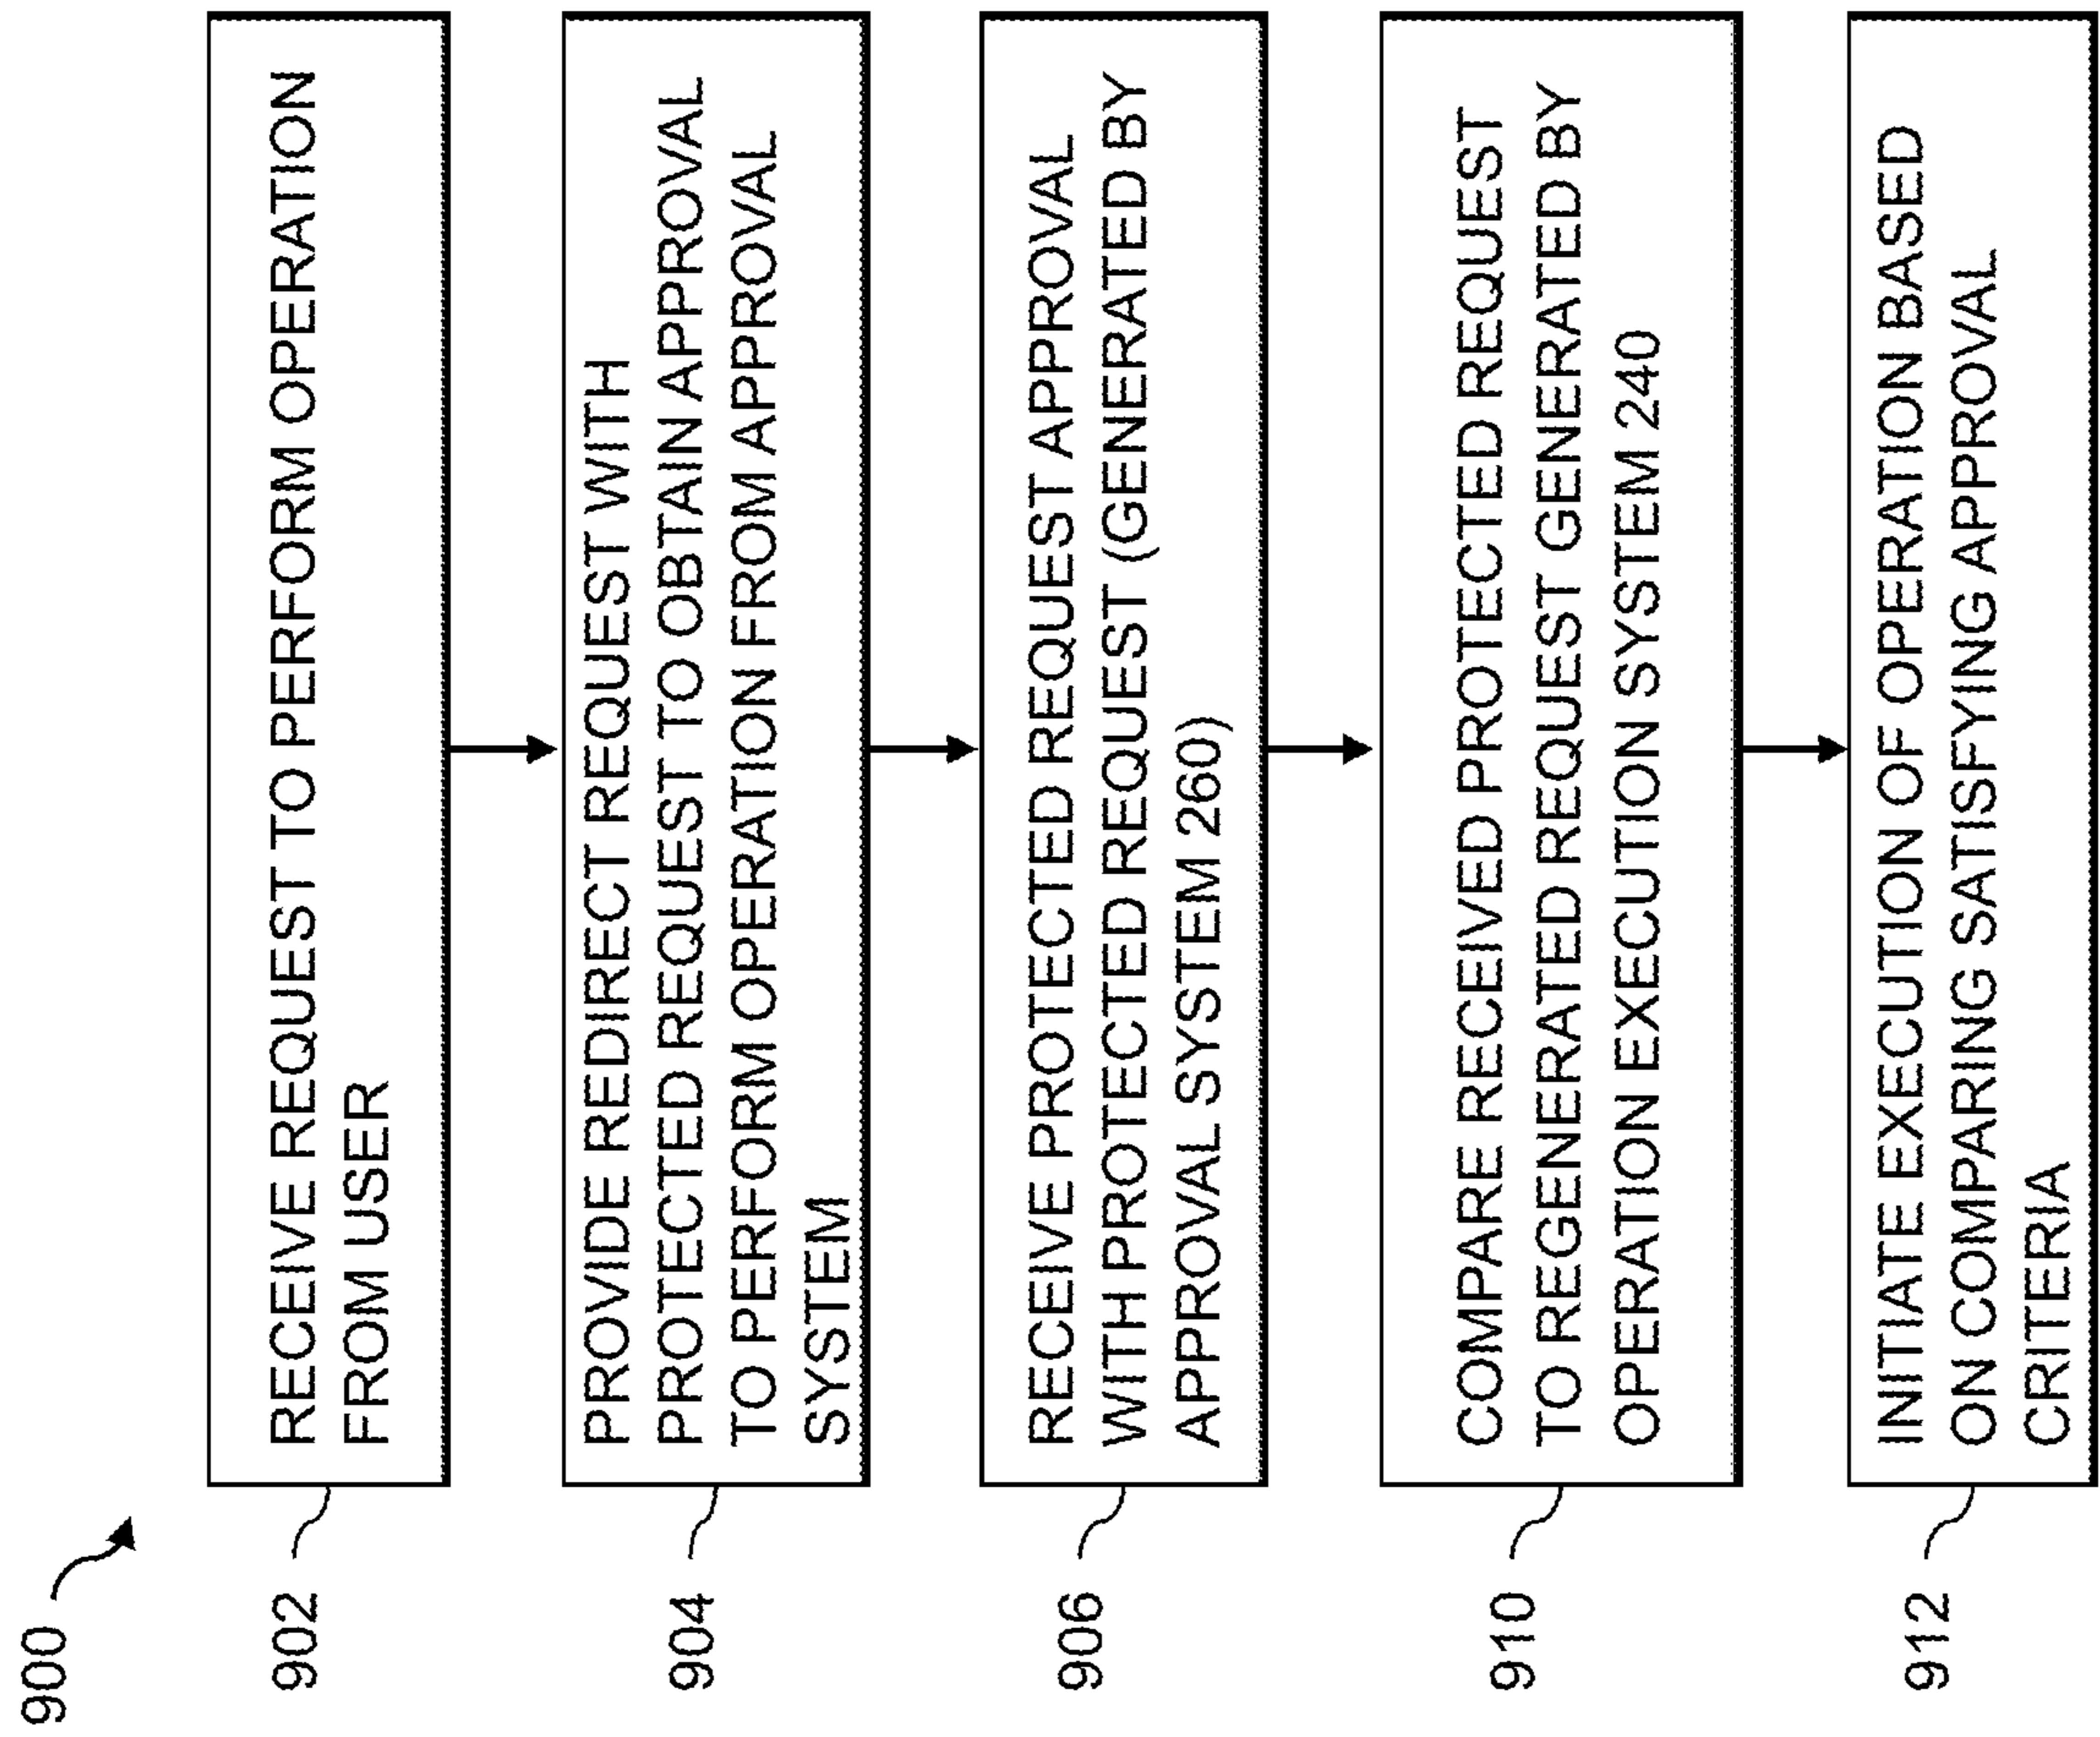 900
902
RECEIVE REQUEST TO PERFORM OPERATION
FROM USER
904
PROVIDE REDIRECT REQUEST WITH
PROTECTED REQUEST TO OBTAIN APPROVAL
TO PERFORM OPERATION FROM APPROVAL
SYSTEM
906
RECEIVE PROTECTED REQUEST APPROVAL
WITH PROTECTED REQUEST (GENERATED BY
APPROVAL SYSTEM 260)
910
COMPARE RECEIVED PROTECTED REQUEST
TO REGENERATED REQUEST GENERATED BY
OPERATION EXECUTION SYSTEM 240
912
INITIATE EXECUTION OF OPERATION BASED
ON COMPARING SATISFYING APPROVAL
CRITERIA